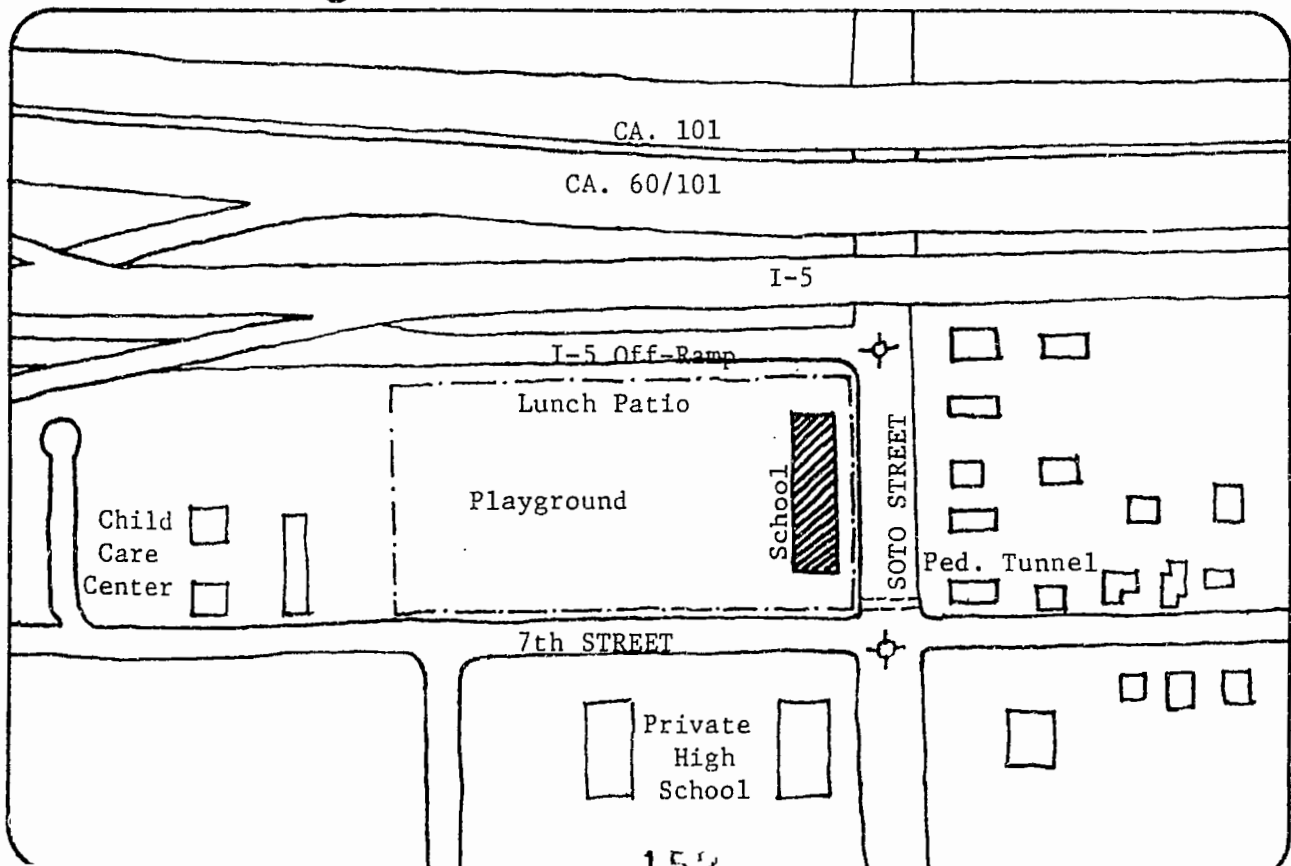 CA. 101
CA. 60/101
I-5
I-5 Off-Ramp
Lunch Patio
Playground
School
SOTO STREET
Child
Care
Center
Ped. Tunnel
7th STREET
Private
High
School